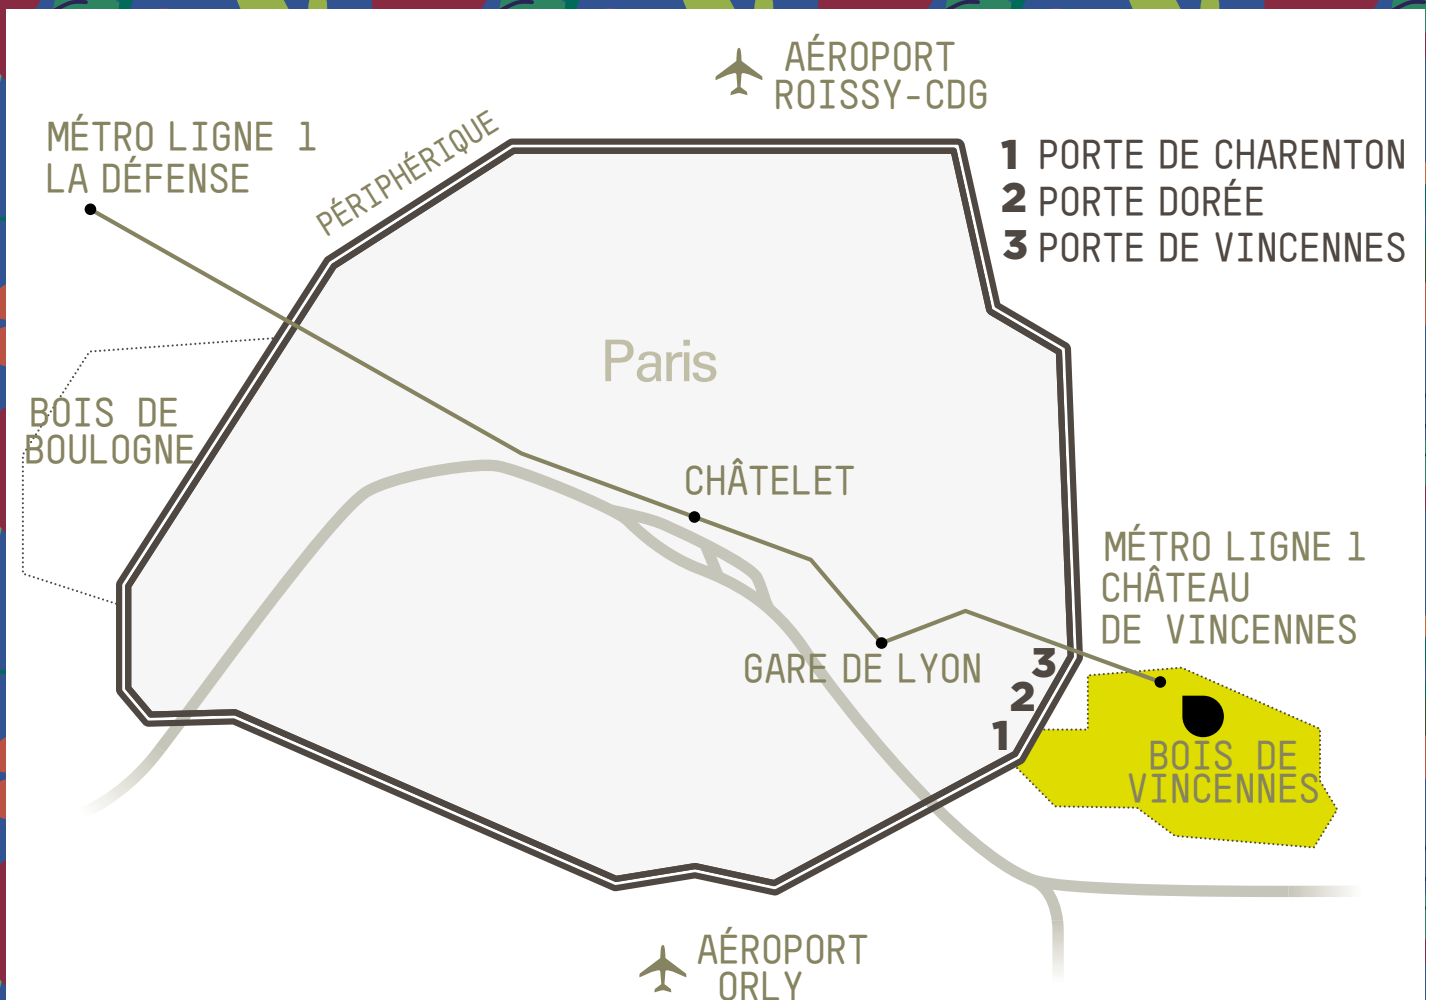 AÉROPORT
ROISSY-CDG
MÉTRO LIGNE 1
LA DÉFENSE
PÉRIPHÉRIQUE
1 PORTE DE CHARENTON
2 PORTE DORÉE
3 PORTE DE VINCENNES
Paris
BOIS DE
BOULOGNE
CHÂTELET
MÉTRO LIGNE 1
CHÂTEAU
DE VINCENNES
GARE DE LYON
3
2
1
BOIS DE
VINCENNES
AÉROPORT
ORLY